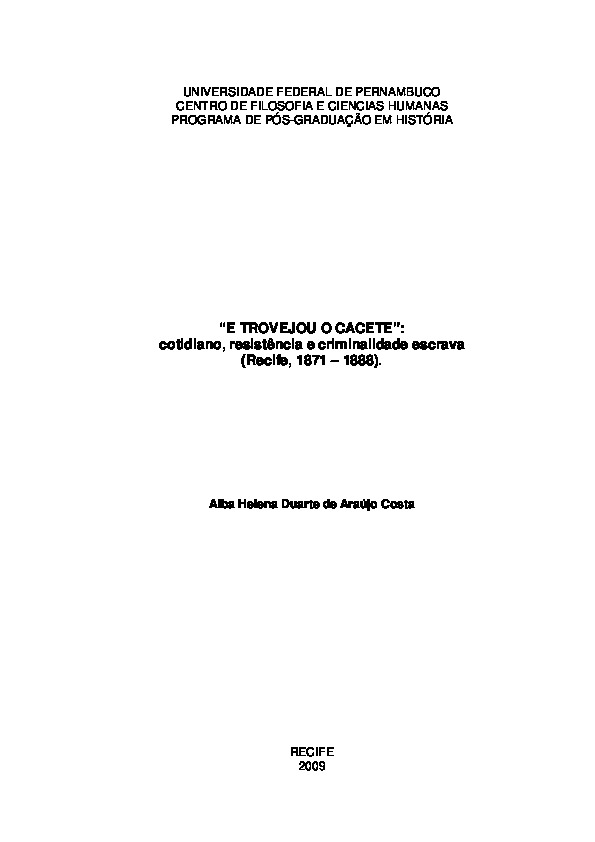 UNIVERSIDADE FEDERAL DE PERNAMBUCO
CENTRO DE FILOSOFIA E CIENCIAS HUMANAS
PROGRAMA DE PÓS-GRADUAÇÃO EM HISTÓRIA
“E TROVEJOU O CACETE”:
cotidiano, resistência e criminalidade escrava
(Recife, 1871 – 1888).
Alba Helena Duarte de Araújo Costa
RECIFE
2009